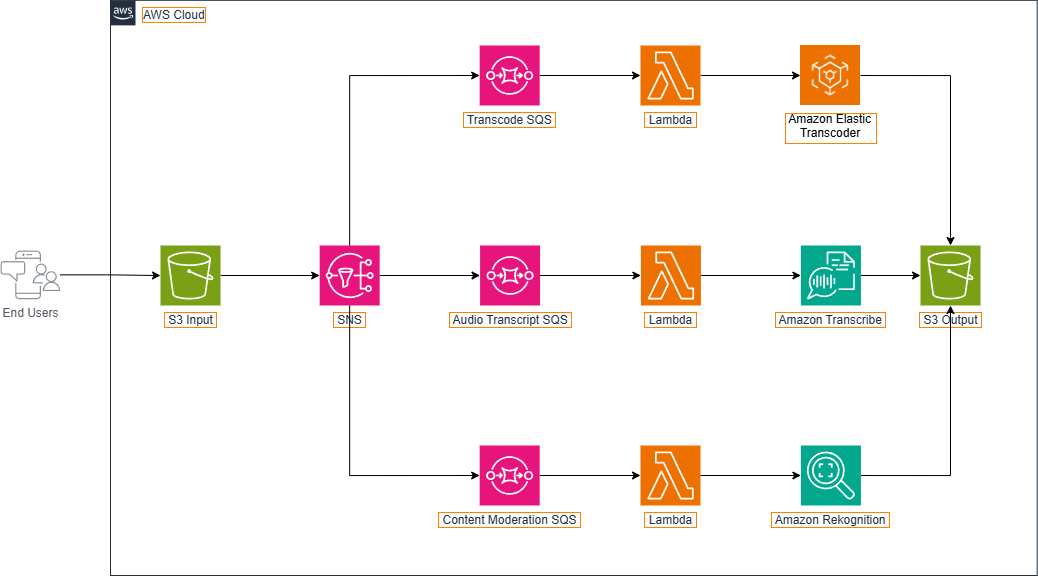 aws
AWS Cloud
Transcode SQS
Lambda
Amazon Elastic
Transcoder
End Users
S3 Input
SNS
Audio Transcript SQS
Lambda
Amazon Transcribe
S3 Output
Content Moderation SQS
Lambda
Amazon Rekognition